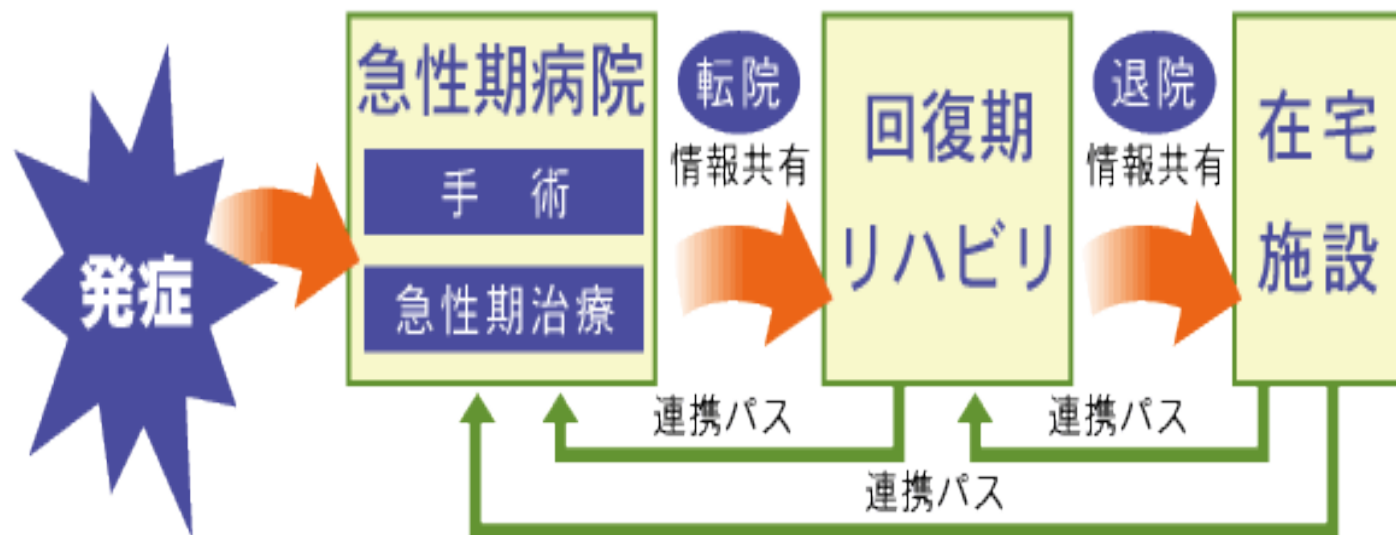 発症
急性期病院
手術
急性期治療
転院
情報共有
回復期
リハビリ
退院
情報共有
在宅
施設
連携パス
連携パス
連携パス